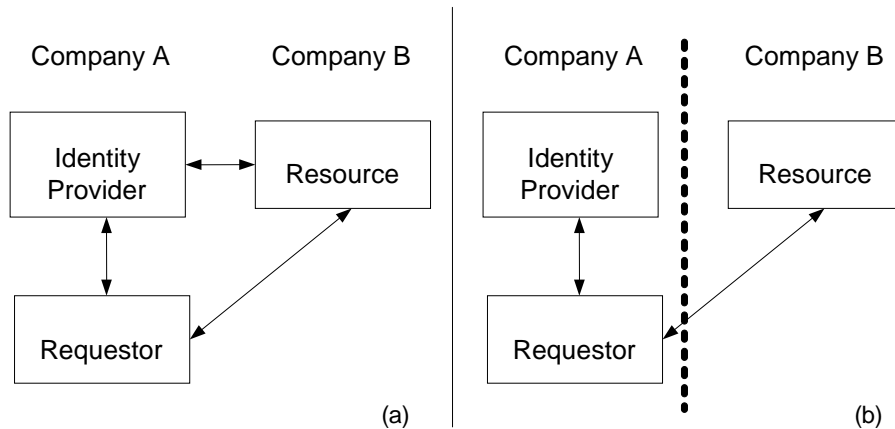 Company A
Company B
Identity
Provider
Resource
Requestor
(a)
Company A
Company B
Identity
Provider
Resource
Requestor
(b)